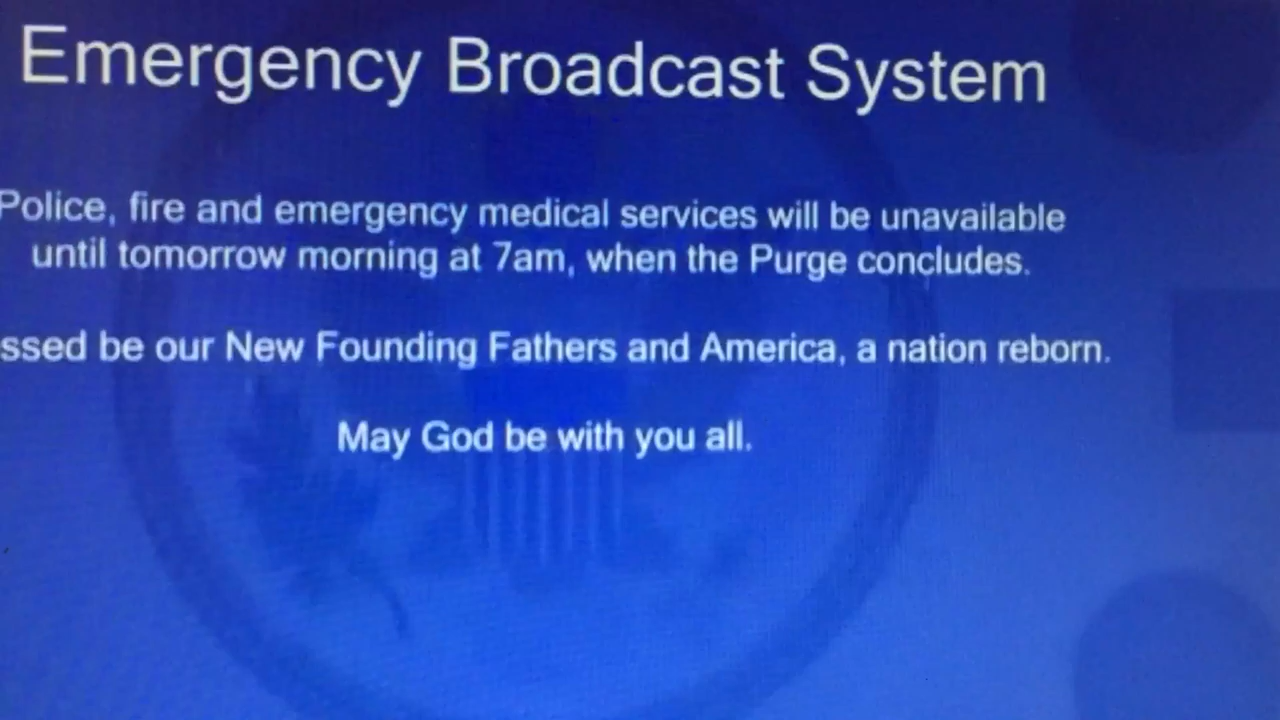 Emergency Broadcast System
Police, fire and emergency medical services will be unavailable
until tomorrow morning at 7am, when the Purge concludes.
ssed be our New Founding Fathers and America, a nation reborn.
May God be with you all.